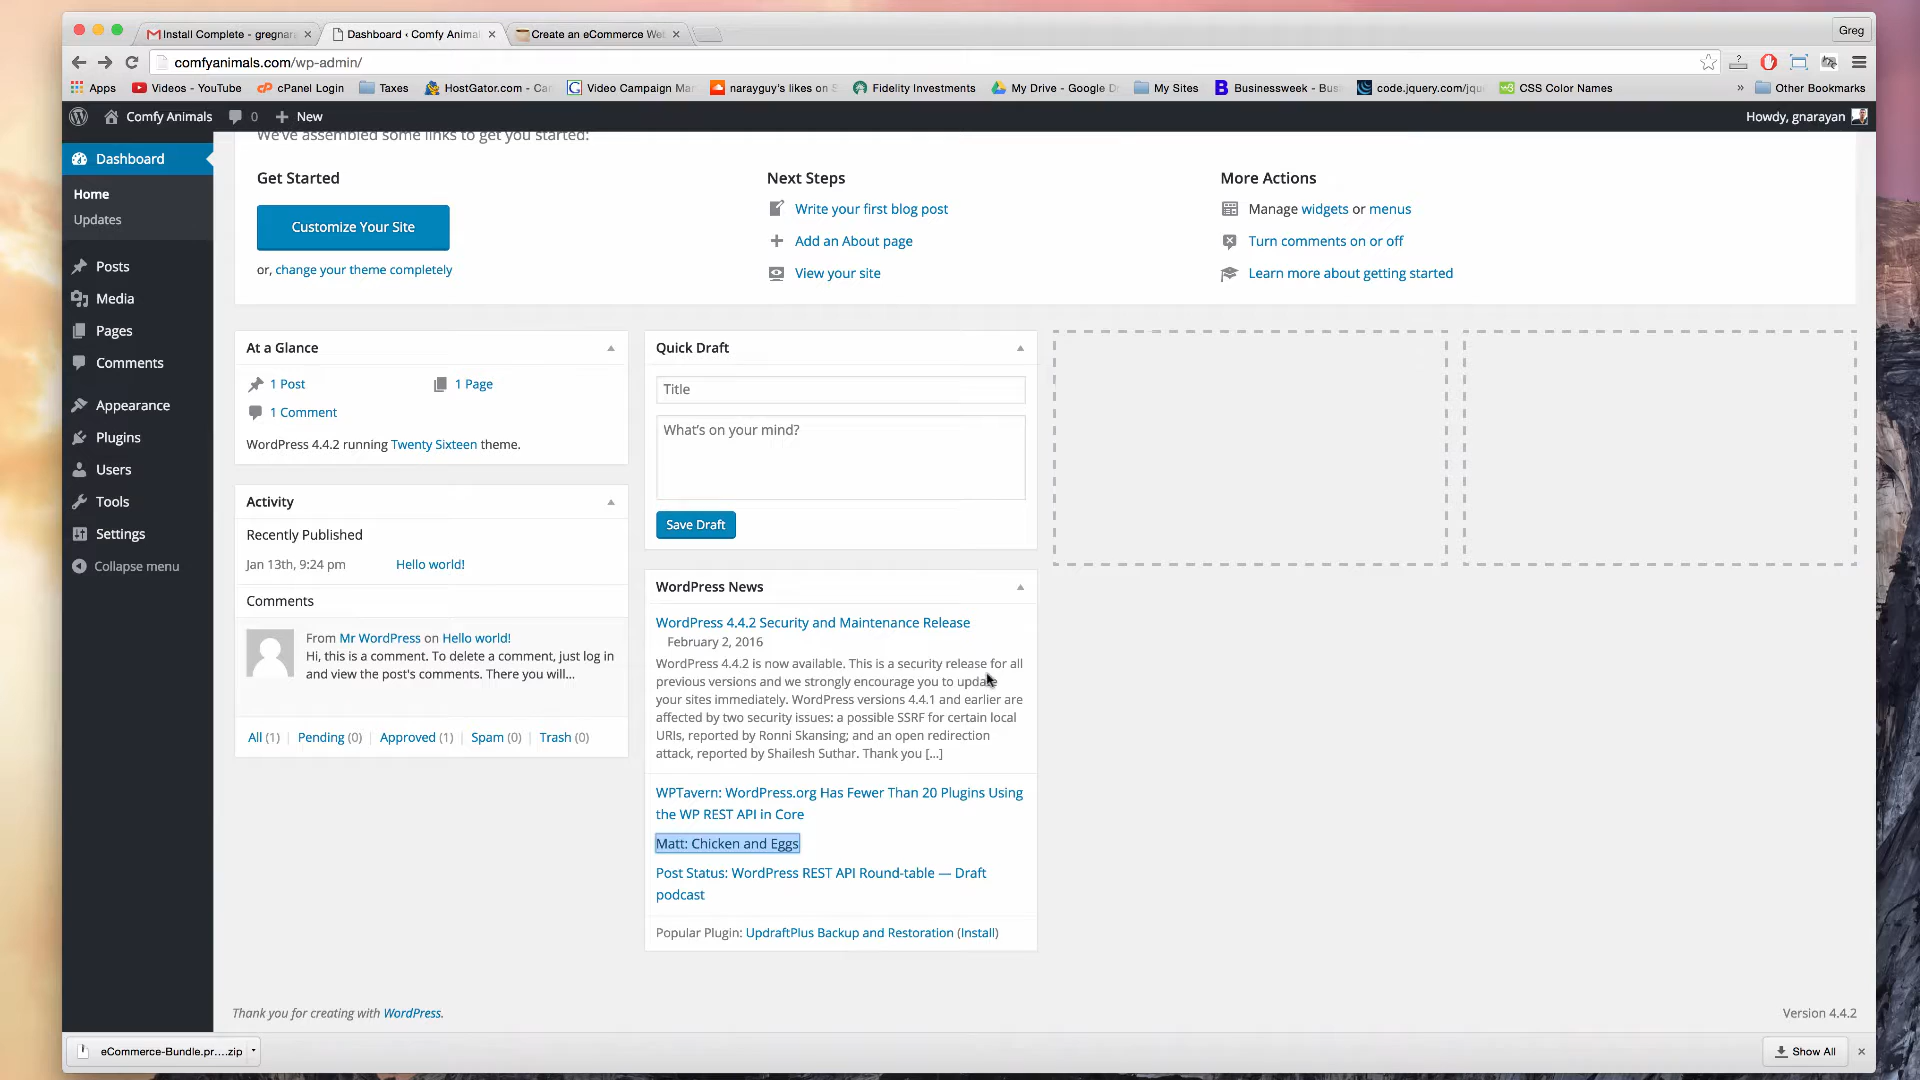 Install Complete - gregnar
Dashboard ‹ Comfy Anima
Create an eCommerce We
Greg
comfyanimals.com/wp-admin/
Apps
Videos - YouTube
cPanel Login
Taxes
HostGator.com - Ca
Video Campaign Mar
narayguy's likes on S
Fidelity Investments
My Drive - Google D
My Sites
Businessweek - Bus
code.jquery.com/jqu
CSS Color Names
»
Other Bookmarks
Comfy Animals
0
+ New
Howdy, gnarayan
Dashboard
Home
Updates
Posts
Media
Pages
Comments
Appearance
Plugins
Users
Tools
Settings
Collapse menu
We've assembled some links to get you started:
Get Started
Customize Your Site
or, change your theme completely
Next Steps
Write your first blog post
Add an About page
View your site
More Actions
Manage widgets or menus
Turn comments on or off
Learn more about getting started
At a Glance
1 Post
1 Page
1 Comment
WordPress 4.4.2 running Twenty Sixteen theme.
Activity
Recently Published
Jan 13th, 9:24 pm Hello world!
Comments
From Mr WordPress on Hello world!
Hi, this is a comment. To delete a comment, just log in
and view the post's comments. There you will...
All (1) | Pending (0) | Approved (1) | Spam (0) | Trash (0)
Quick Draft
Title
What's on your mind?
Save Draft
WordPress News
WordPress 4.4.2 Security and Maintenance Release
February 2, 2016
WordPress 4.4.2 is now available. This is a security release for all
previous versions and we strongly encourage you to update
your sites immediately. WordPress versions 4.4.1 and earlier are
affected by two security issues: a possible SSRF for certain local
URIs, reported by Ronni Skansing; and an open redirection
attack, reported by Shailesh Suthar. Thank you [...]
WPTavern: WordPress.org Has Fewer Than 20 Plugins Using
the WP REST API in Core
Matt: Chicken and Eggs
Post Status: WordPress REST API Round-table — Draft
podcast
Popular Plugin: UpdraftPlus Backup and Restoration (Install)
Thank you for creating with WordPress.
Version 4.4.2
eCommerce-Bundle.pr....zip
Show All